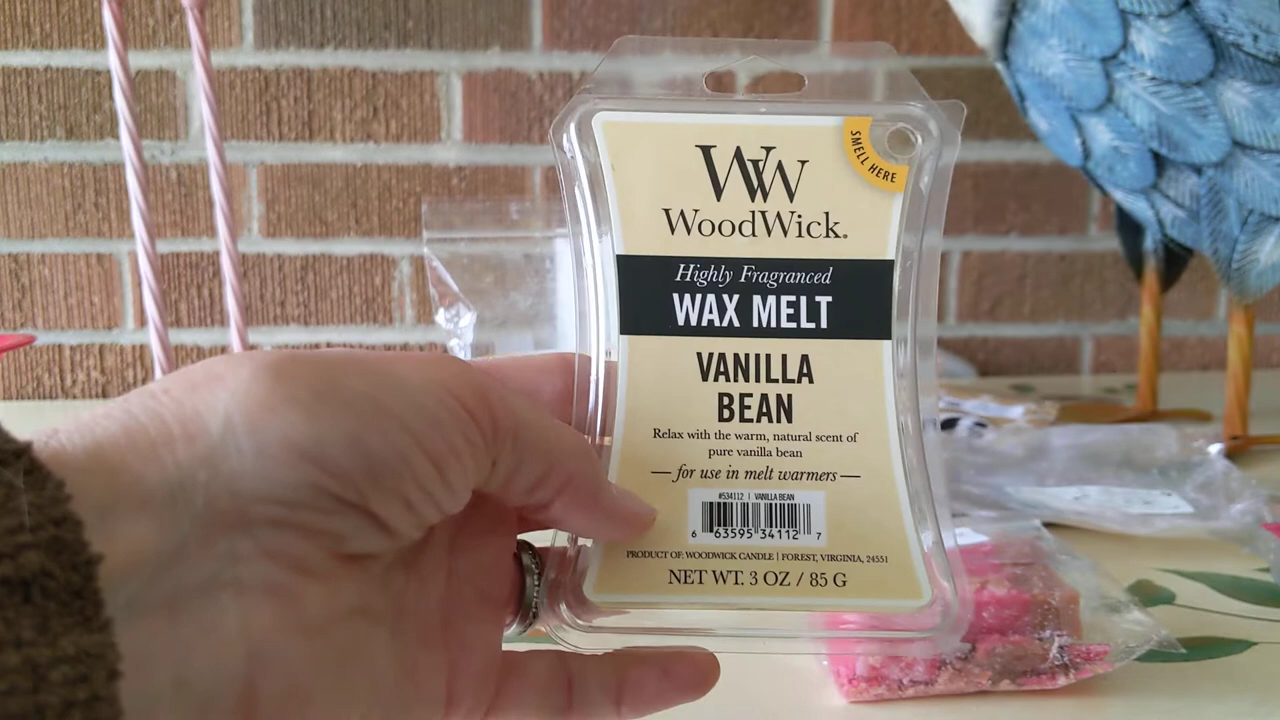 SMELL HERE
WW
WoodWick.
Highly Fragranced
WAX MELT
VANILLA
BEAN
Relax with the warm, natural scent of
pure vanilla bean
— for use in melt warmers —
#534112 | VANILLA BEAN
6 63595 34112 7
PRODUCT OF: WOODWICK CANDLE | FOREST, VIRGINIA, 24551
NET WT. 3 OZ / 85 G